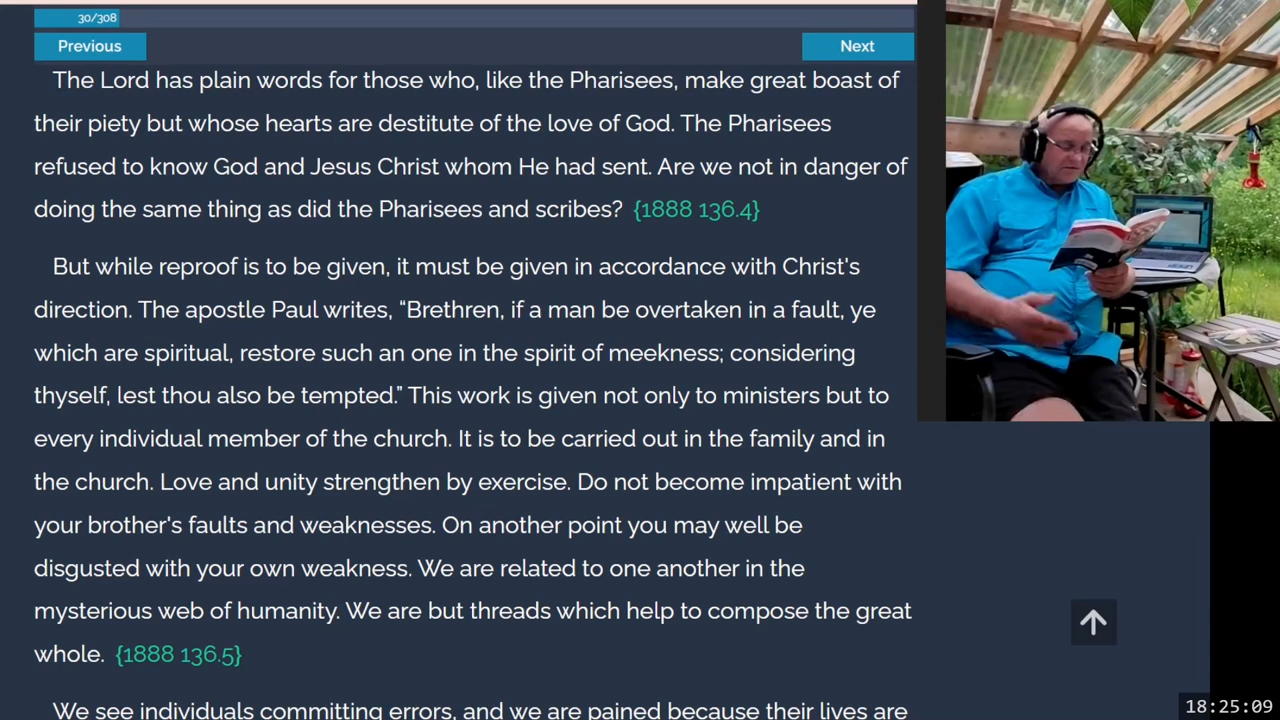 30/308
Previous
Next
The Lord has plain words for those who, like the Pharisees, make great boast of
their piety but whose hearts are destitute of the love of God. The Pharisees
refused to know God and Jesus Christ whom He had sent. Are we not in danger of
doing the same thing as did the Pharisees and scribes? {1888 136.4}
But while reproof is to be given, it must be given in accordance with Christ's
direction. The apostle Paul writes, “Brethren, if a man be overtaken in a fault, ye
which are spiritual, restore such an one in the spirit of meekness; considering
thyself, lest thou also be tempted.” This work is given not only to ministers but to
every individual member of the church. It is to be carried out in the family and in
the church. Love and unity strengthen by exercise. Do not become impatient with
your brother's faults and weaknesses. On another point you may well be
disgusted with your own weakness. We are related to one another in the
mysterious web of humanity. We are but threads which help to compose the great
whole. {1888 136.5}
We see individuals committing errors, and we are pained because their lives are
18:25:09